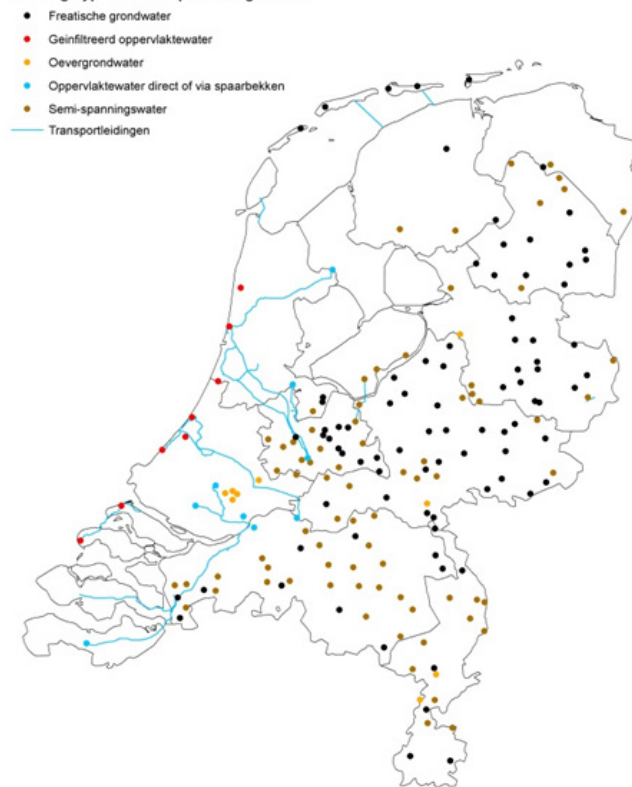 Freatische grondwater
Geinfiltreerd oppervlaktewater
Oevergrondwater
Oppervlaktewater direct of via spaarbekken
Semi-spanningswater
Transportleidingen